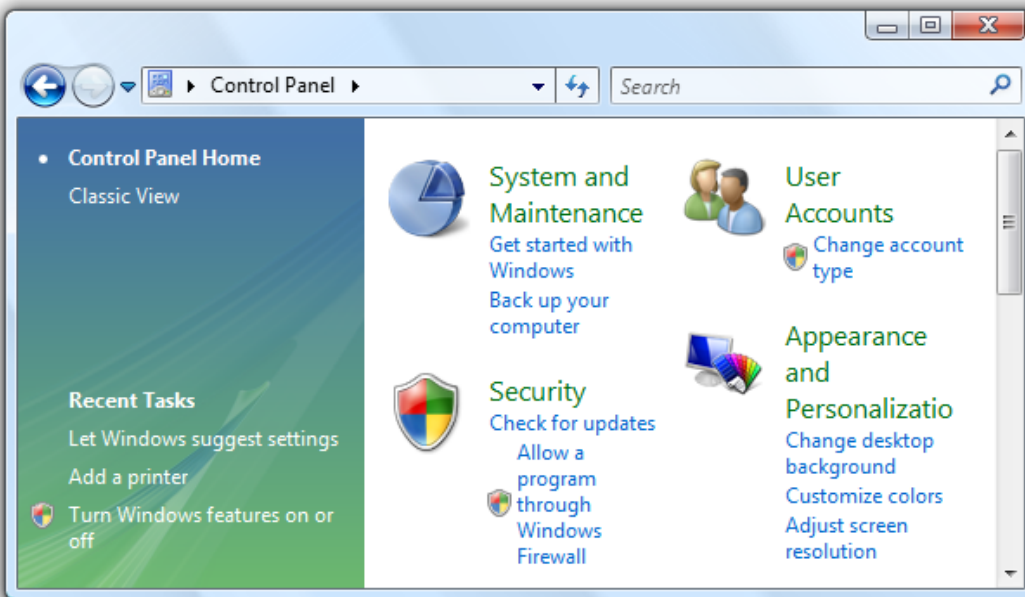 Control Panel
Search
Control Panel Home
Classic View
Recent Tasks
Let Windows suggest settings
Add a printer
Turn Windows features on or
off
System and
Maintenance
Get started with
Windows
Back up your
computer
Security
Check for updates
Allow a
program
through
Windows
Firewall
User
Accounts
Change account
type
Appearance
and
Personalizatio
Change desktop
background
Customize colors
Adjust screen
resolution